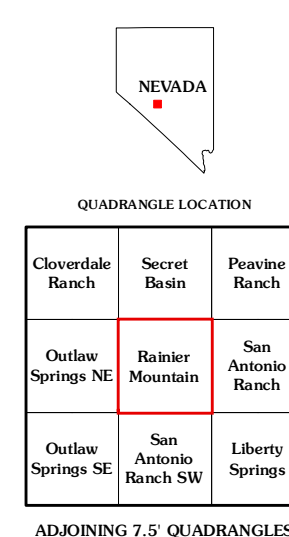 NEVADA
QUADRANGLE LOCATION
Cloverdale
Ranch
Secret
Basin
Peavine
Ranch
Outlaw
Springs NE
Rainier
Mountain
San
Antonio
Ranch
Outlaw
Springs SE
San
Antonio
Ranch SW
Liberty
Springs
ADJOINING 7.5' QUADRANGLES